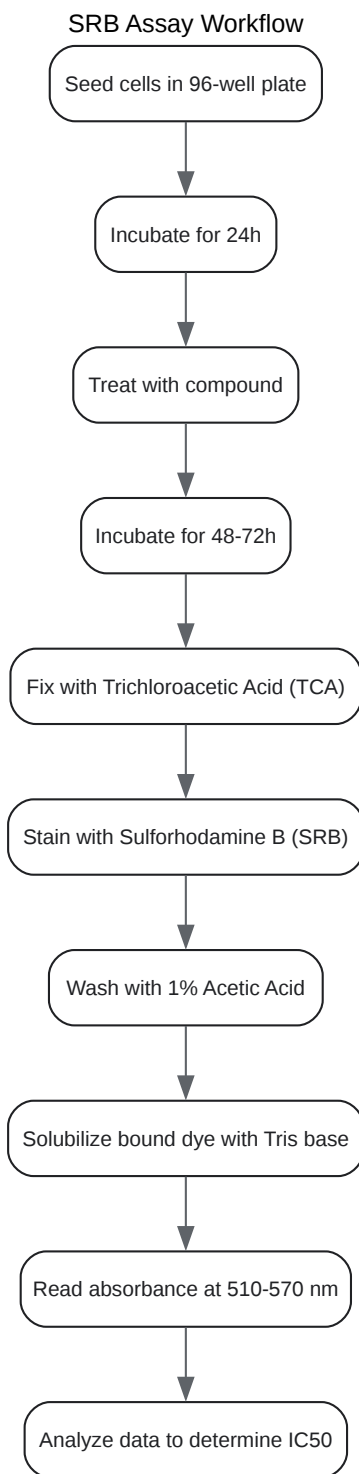 SRB Assay Workflow
Seed cells in 96-well plate
Incubate for 24h
Treat with compound
Incubate for 48-72h
Fix with Trichloroacetic Acid (TCA)
Stain with Sulforhodamine B (SRB)
Wash with 1% Acetic Acid
Solubilize bound dye with Tris base
Read absorbance at 510-570 nm
Analyze data to determine IC50